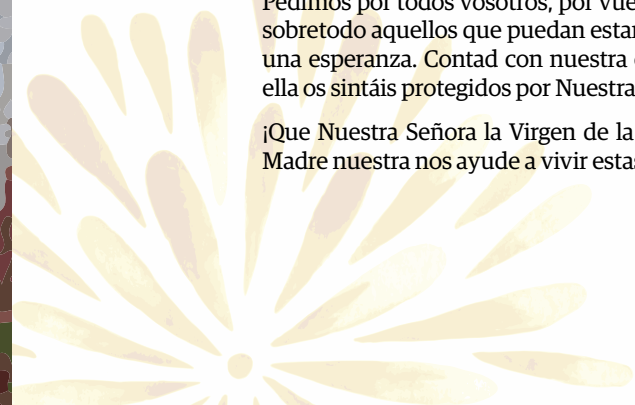 Pedimos por todos vosotros, por vue
sobretodo aquellos que puedan estar
una esperanza. Contad con nuestra
ella os sintáis protegidos por Nuestra
¡Que Nuestra Señora la Virgen de la
Madre nuestra nos ayude a vivir estas